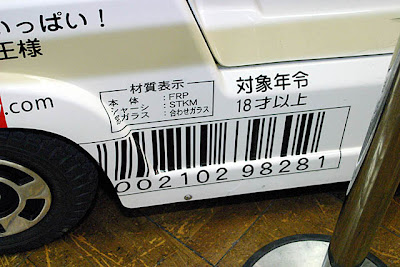 いっぱい！
王様
.com
材質表示
本体：FRP
シャーシ：STKM
窓ガラス：合わせガラス
対象年令
18才以上
002102 98281